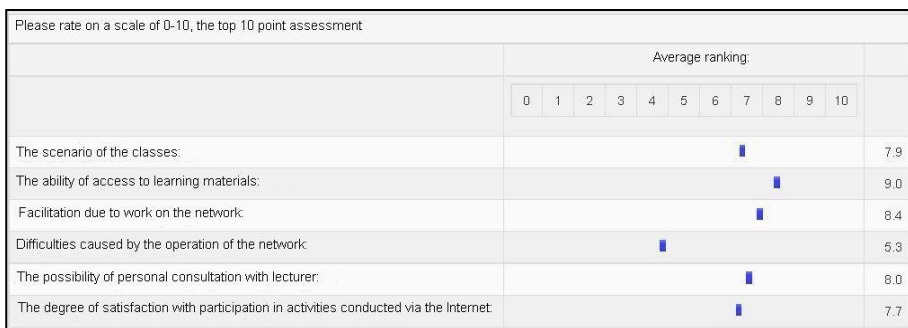 Please rate on a scale of 0-10, the top 10 point assessment
Average ranking:
0 1 2 3 4 5 6 7 8 9 10
The scenario of the classes: 7.9
The ability of access to learning materials: 9.0
Facilitation due to work on the network: 8.4
Difficulties caused by the operation of the network: 5.3
The possibility of personal consultation with lecturer: 8.0
The degree of satisfaction with participation in activities conducted via the Internet: 7.7